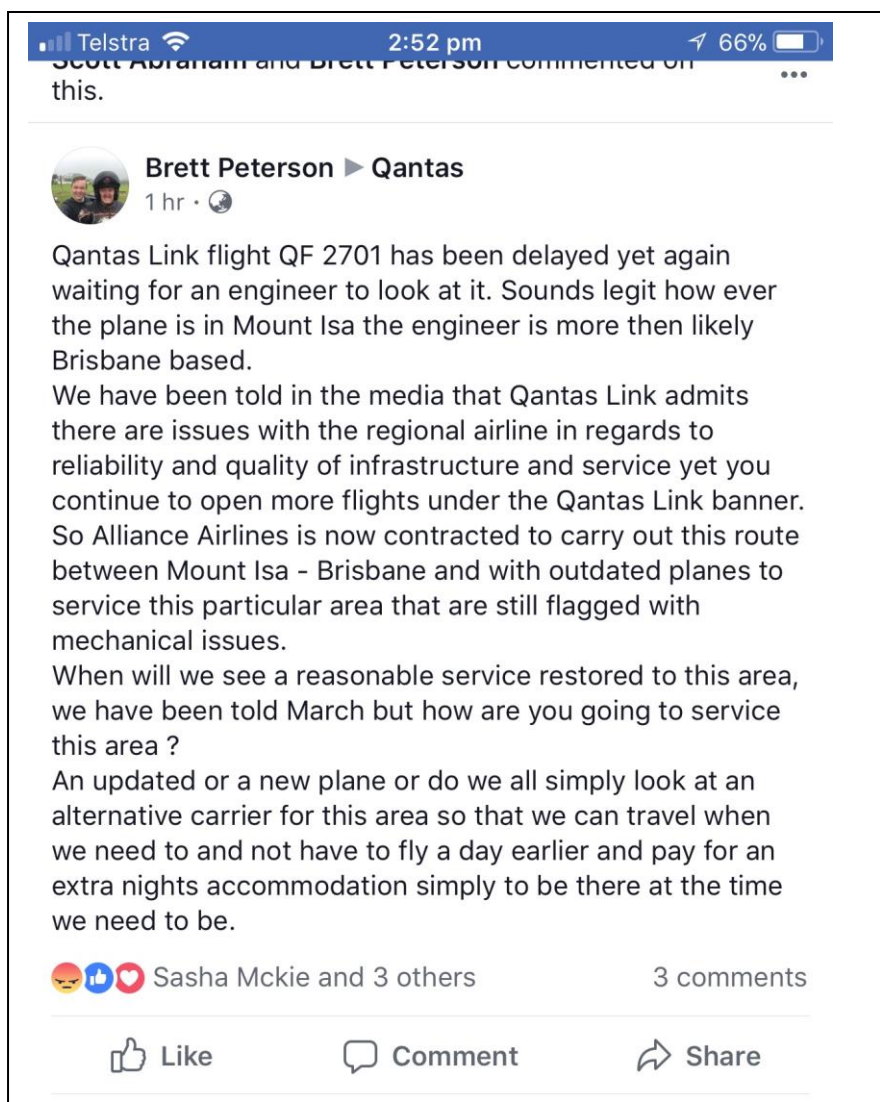 Telstra 2:52 pm 66%
Scott Abraham and Brett Peterson commented on
this.
Brett Peterson ▶ Qantas
1 hr ·
Qantas Link flight QF 2701 has been delayed yet again
waiting for an engineer to look at it. Sounds legit how ever
the plane is in Mount Isa the engineer is more then likely
Brisbane based.
We have been told in the media that Qantas Link admits
there are issues with the regional airline in regards to
reliability and quality of infrastructure and service yet you
continue to open more flights under the Qantas Link banner.
So Alliance Airlines is now contracted to carry out this route
between Mount Isa - Brisbane and with outdated planes to
service this particular area that are still flagged with
mechanical issues.
When will we see a reasonable service restored to this area,
we have been told March but how are you going to service
this area ?
An updated or a new plane or do we all simply look at an
alternative carrier for this area so that we can travel when
we need to and not have to fly a day earlier and pay for an
extra nights accommodation simply to be there at the time
we need to be.
Sasha Mckie and 3 others 3 comments
Like Comment Share